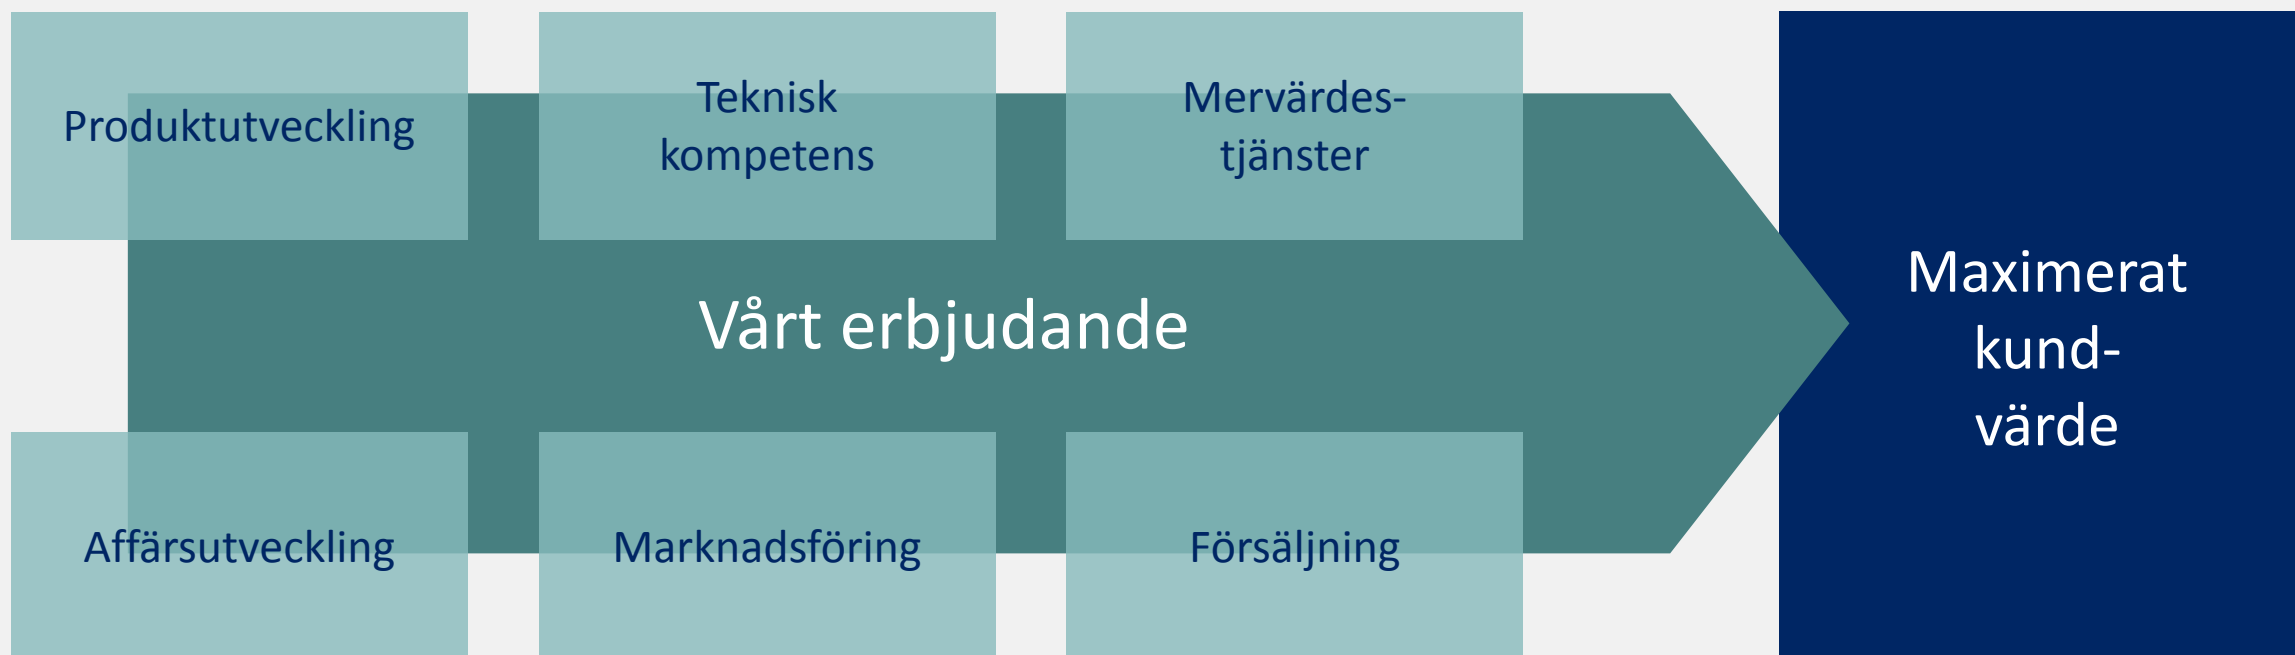 Produktutveckling
Teknisk
kompetens
Mervärdes-
tjänster
Vårt erbjudande
Maximerat
kund-
värde
Affärsutveckling
Marknadsföring
Försäljning